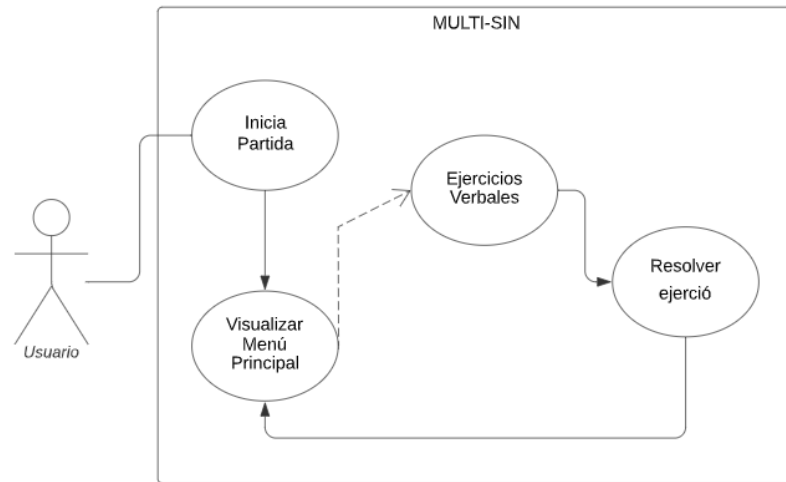 MULTI-SIN
Inicia
Partida
Ejercicios
Verbales
Resolver
ejerció
Visualizar
Menú
Principal
Usuario